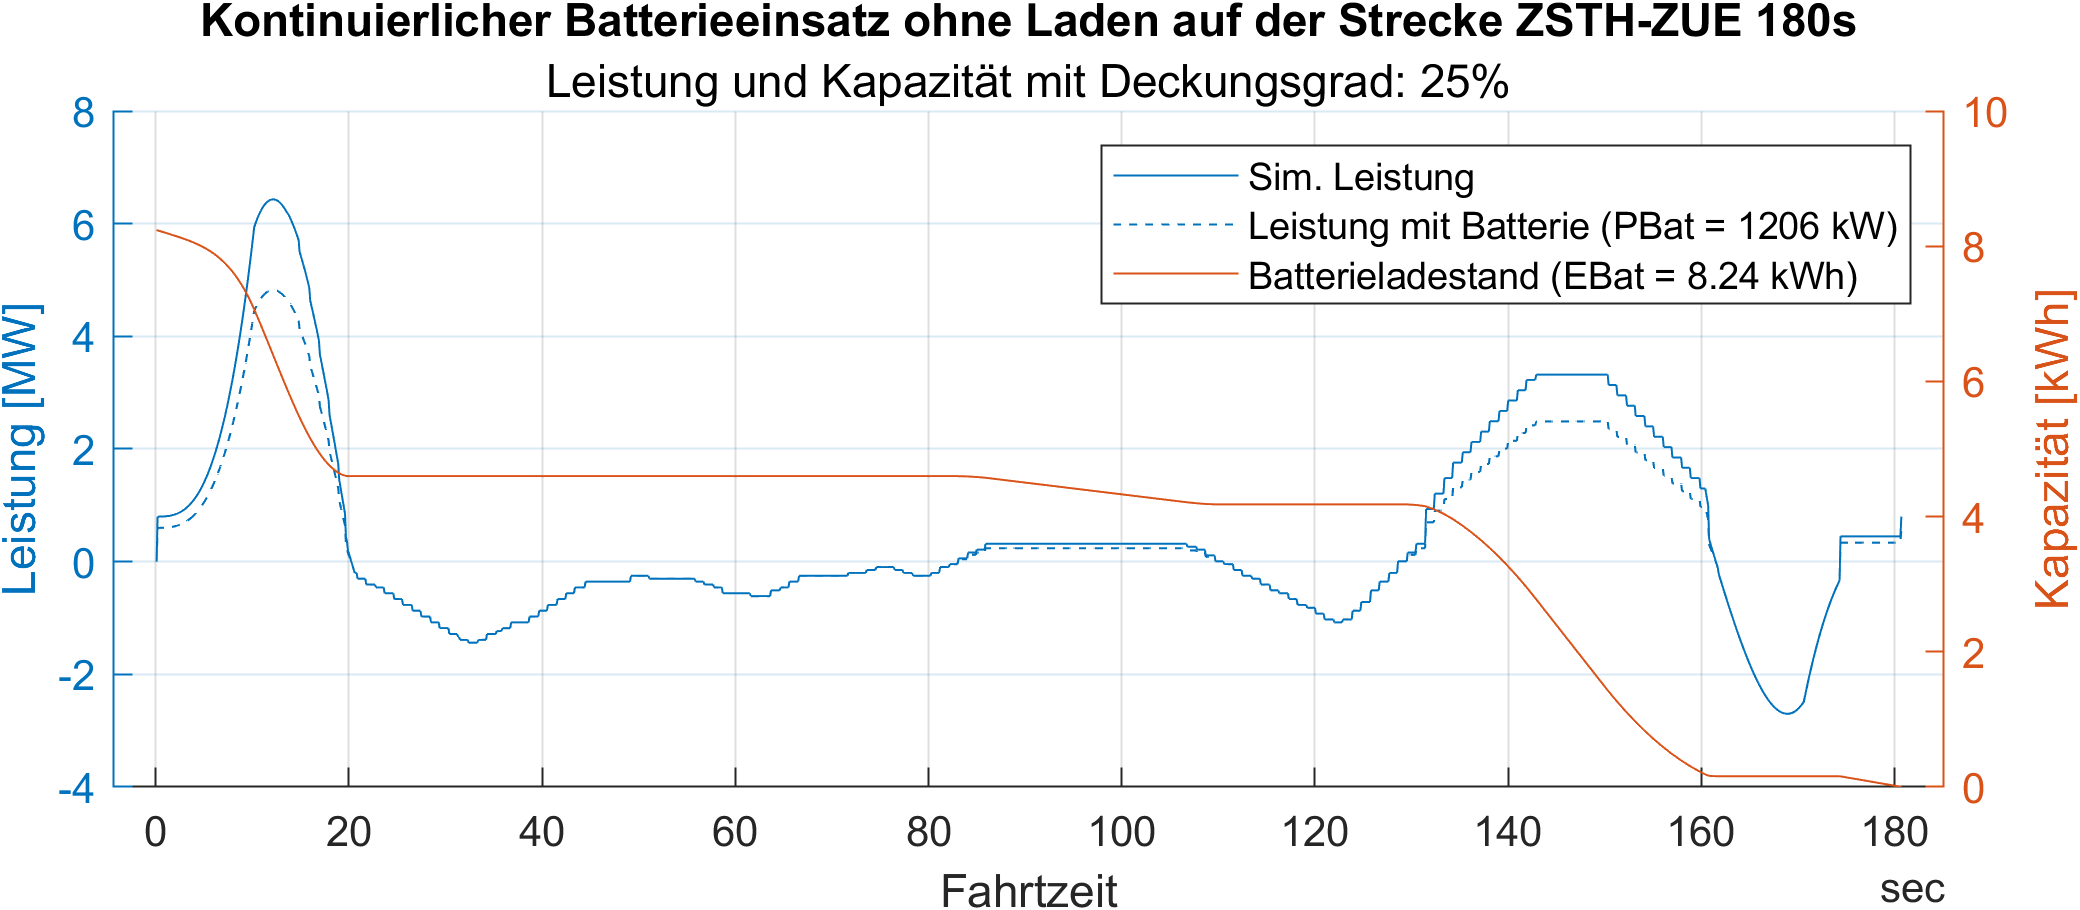 Kontinuierlicher Batterieeinsatz ohne Laden auf der Strecke ZSTH-ZUE 180s
Leistung und Kapazität mit Deckungsgrad: 25%
Leistung [MW]
8
6
4
2
0
-2
-4
Sim. Leistung
Leistung mit Batterie (PBat = 1206 kW)
Batterieladestand (EBat = 8.24 kWh)
10
8
6
4
2
0
Kapazität [kWh]
0 20 40 60 80 100 120 140 160 180
Fahrtzeit
sec